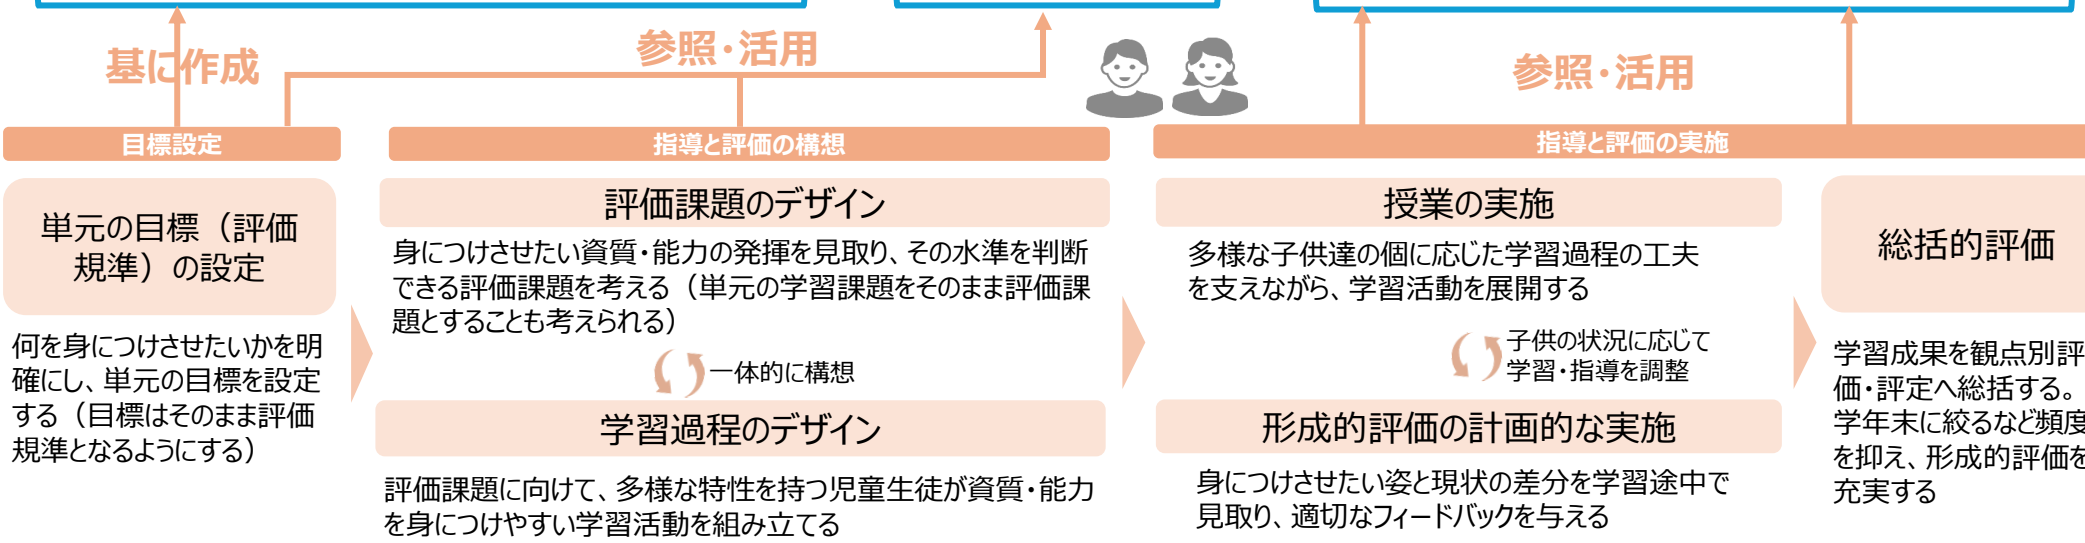 基に作成
参照・活用
参照・活用
目標設定
指導と評価の構想
指導と評価の実施
単元の目標（評価
規準）の設定
何を身につけさせたいかを明
確にし、単元の目標を設定
する（目標はそのまま評価
規準となるようにする）
評価課題のデザイン
身につけさせたい資質・能力の発揮を見取り、その水準を判断
できる評価課題を考える（単元の学習課題をそのまま評価課
題とすることも考えられる）
一体的に構想
学習過程のデザイン
評価課題に向けて、多様な特性を持つ児童生徒が資質・能力
を身につけやすい学習活動を組み立てる
授業の実施
多様な子供達の個に応じた学習過程の工夫
を支えながら、学習活動を展開する
子供の状況に応じて
学習・指導を調整
形成的評価の計画的な実施
身につけさせたい姿と現状の差分を学習途中で
見取り、適切なフィードバックを与える
総括的評価
学習成果を観点別評
価・評定へ総括する。
学年末に絞るなど頻度
を抑え、形成的評価を
充実する